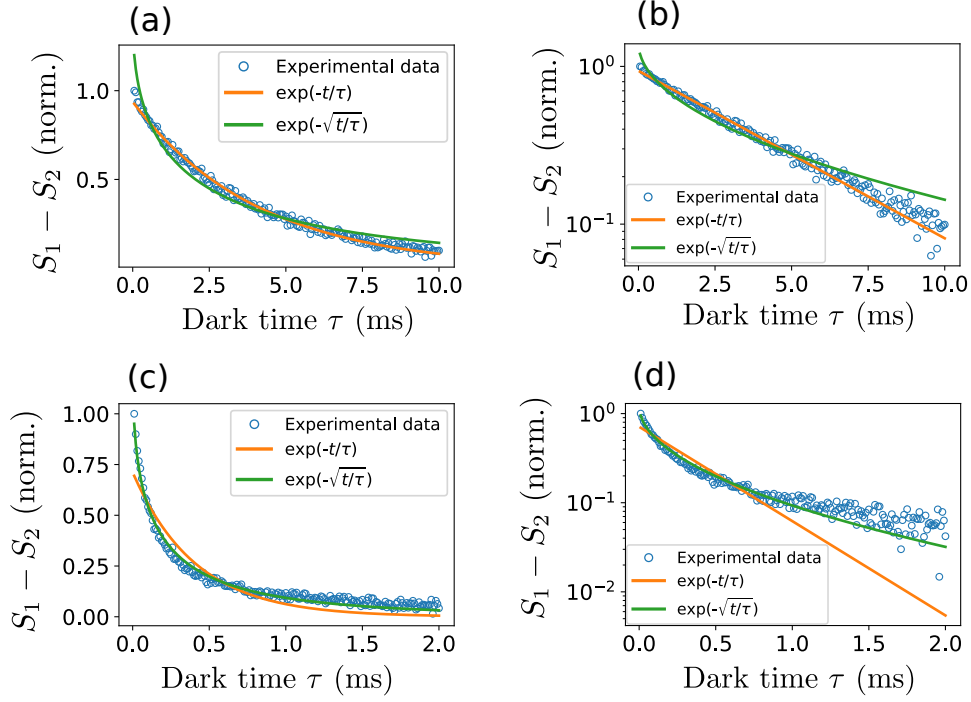 (a)
S₁ − S₂ (norm.)
1.0
0.5
Experimental data
exp(-t/τ)
exp(-√t/τ)
0.0 2.5 5.0 7.5 10.0
Dark time τ (ms)
(b)
S₁ − S₂ (norm.)
10⁰
10⁻¹
Experimental data
exp(-t/τ)
exp(-√t/τ)
0.0 2.5 5.0 7.5 10.0
Dark time τ (ms)
(c)
S₁ − S₂ (norm.)
1.00
0.75
0.50
0.25
0.00
Experimental data
exp(-t/τ)
exp(-√t/τ)
0.0 0.5 1.0 1.5 2.0
Dark time τ (ms)
(d)
S₁ − S₂ (norm.)
10⁰
10⁻¹
10⁻²
Experimental data
exp(-t/τ)
exp(-√t/τ)
0.0 0.5 1.0 1.5 2.0
Dark time τ (ms)